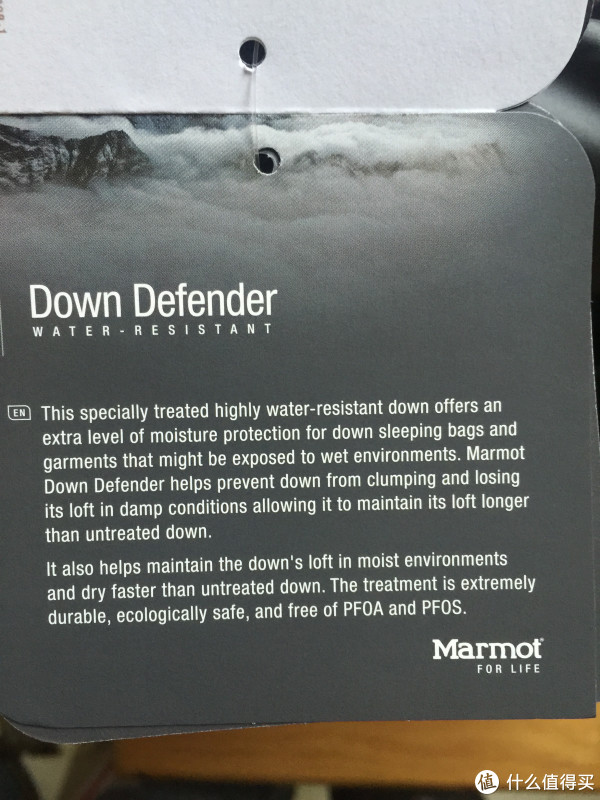 Down Defender
WATER-RESISTANT
EN
This specially treated highly water-resistant down offers an
extra level of moisture protection for down sleeping bags and
garments that might be exposed to wet environments. Marmot
Down Defender helps prevent down from clumping and losing
its loft in damp conditions allowing it to maintain its loft longer
than untreated down.
It also helps maintain the down's loft in moist environments
and dry faster than untreated down. The treatment is extremely
durable, ecologically safe, and free of PFOA and PFOS.
Marmot
FOR LIFE
值 什么值得买